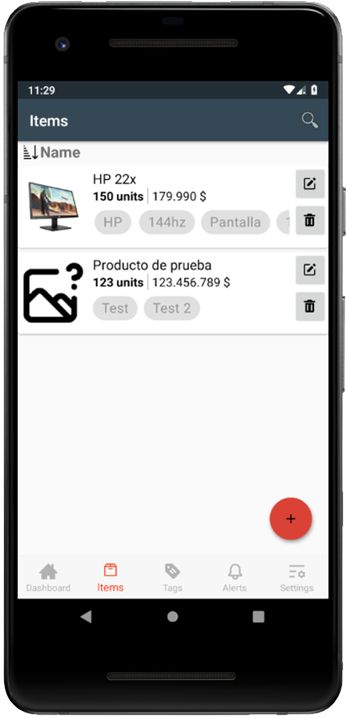 11:29
Items
Name
HP 22x
150 units 179.990 $
HP 144hz Pantalla
Producto de prueba
123 units 123.456.789 $
Test Test 2
+
Dashboard Items Tags Alerts Settings